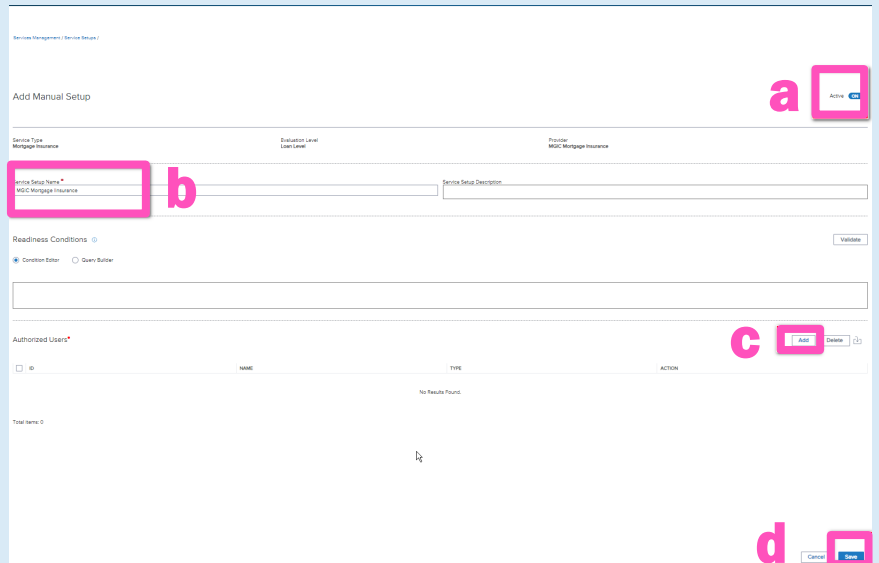 Services Management / Service Setups /
a
Add Manual Setup
Active ON
Service Type
Evaluation Level
Provider
Mortgage Insurance
Loan Level
MGIC Mortgage Insurance
b
Service Setup Name *
Service Setup Description
MGIC Mortgage Insurance
Readiness Conditions
Validate
Condition Editor Query Builder
c
Authorized Users*
Add Delete
ID NAME TYPE ACTION
No Results Found.
Total Items: 0
d
Cancel Save